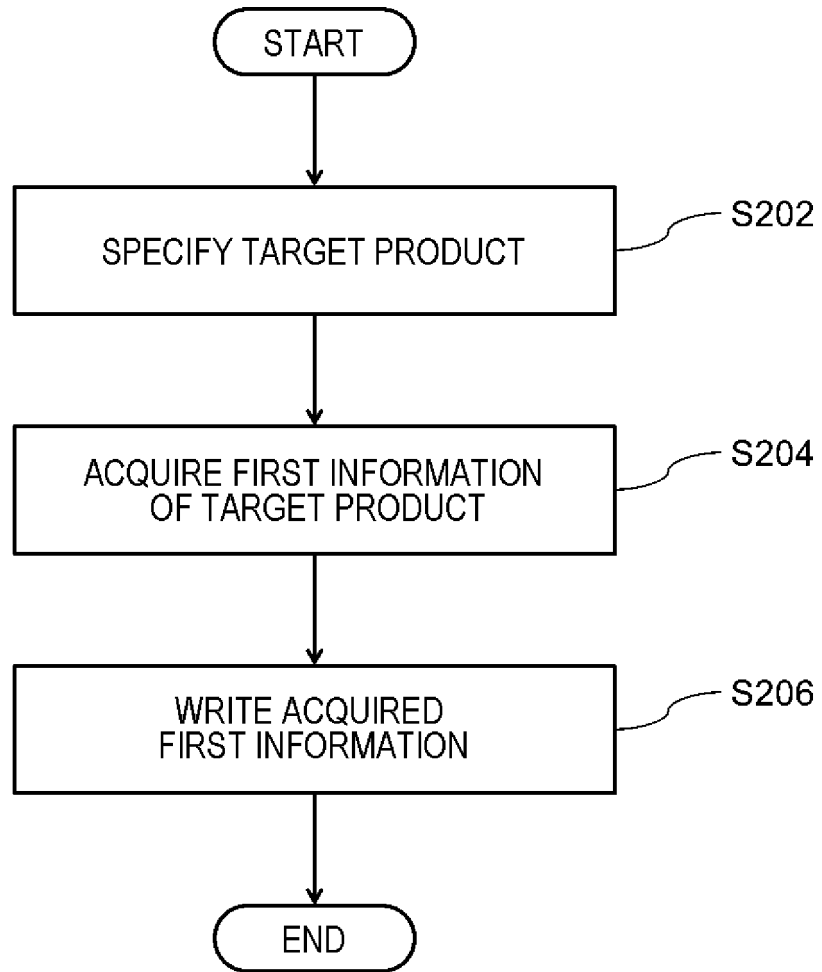 START
SPECIFY TARGET PRODUCT
S202
ACQUIRE FIRST INFORMATION
OF TARGET PRODUCT
S204
WRITE ACQUIRED
FIRST INFORMATION
S206
END